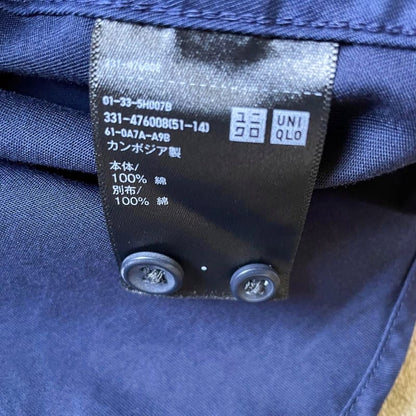 01-33-5H007B
331-476008(51-14)
61-0A7A-A9B
カンボジア製
本体/
100% 綿
別布/
100% 綿
ユニ
クロ
UNI
QLO